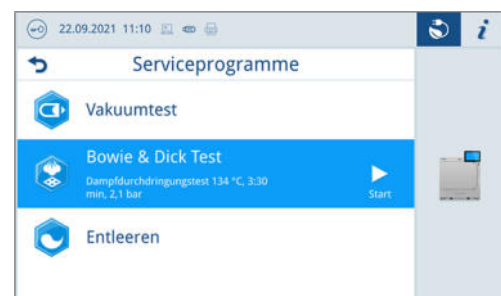 22.09.2021 11:10
i
Serviceprogramme
Vakuumtest
Bowie & Dick Test
Dampfdurchdringungstest 134 °C, 3:30
min, 2,1 bar
Start
Entleeren